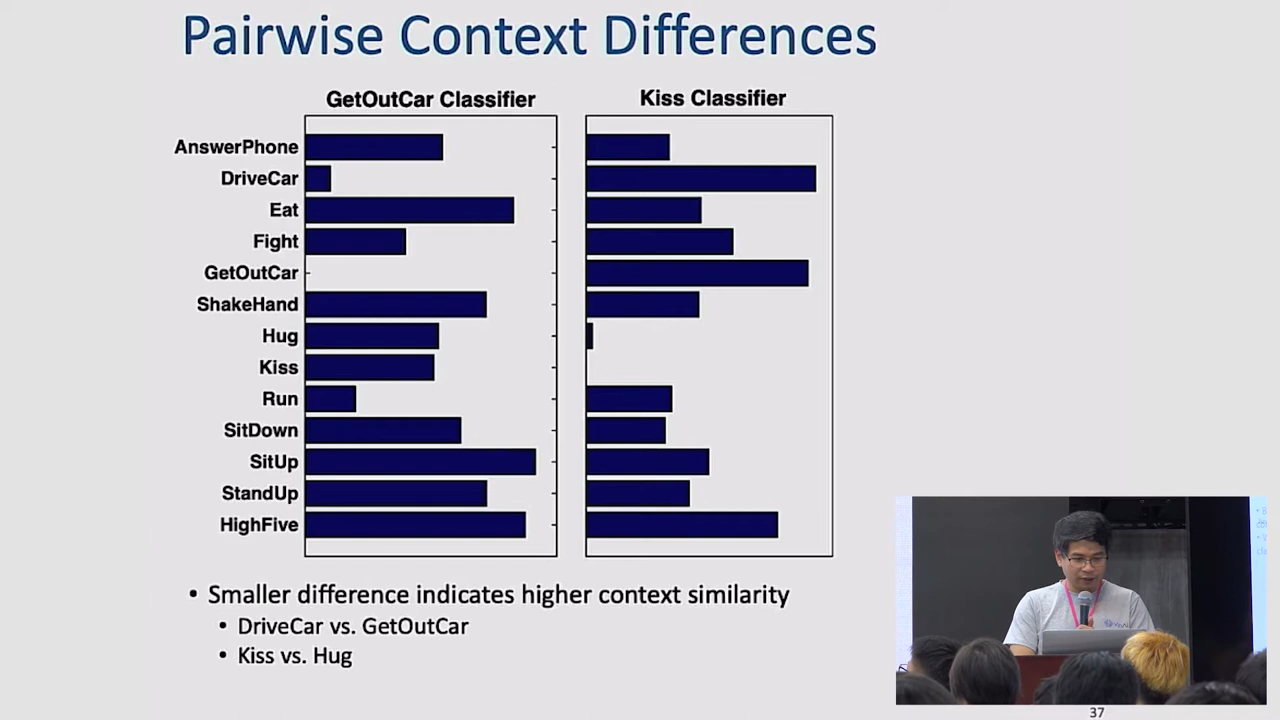 Pairwise Context Differences
GetOutCar Classifier
Kiss Classifier
AnswerPhone
DriveCar
Eat
Fight
GetOutCar
ShakeHand
Hug
Kiss
Run
SitDown
SitUp
StandUp
HighFive
• Smaller difference indicates higher context similarity
• DriveCar vs. GetOutCar
• Kiss vs. Hug
37